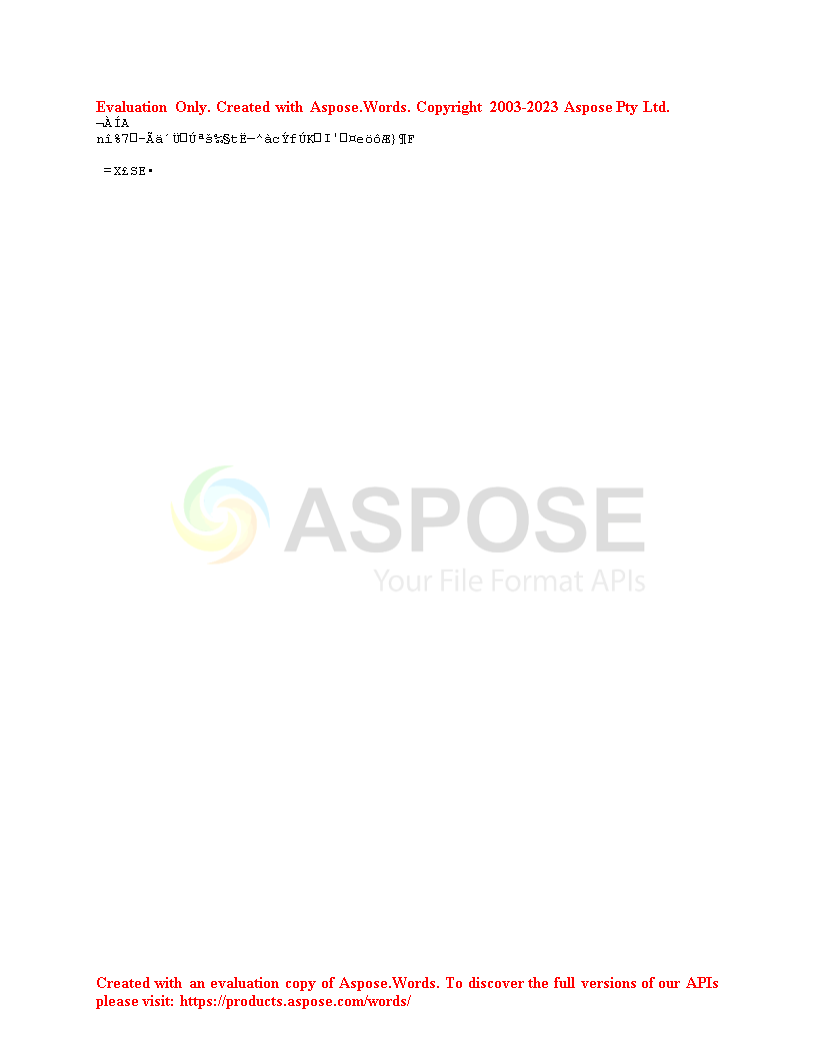 Evaluation Only. Created with Aspose.Words. Copyright 2003-2023 Aspose Pty Ltd.
¬ÀÍA
nî%7□–Ãä´Ü□Úªš‰§tË—^àcÝfÚK□I'□¤eöôÆ}¶F
=X£SE•
ASPOSE
Your File Format APIs
Created with an evaluation copy of Aspose.Words. To discover the full versions of our APIs
please visit: https://products.aspose.com/words/